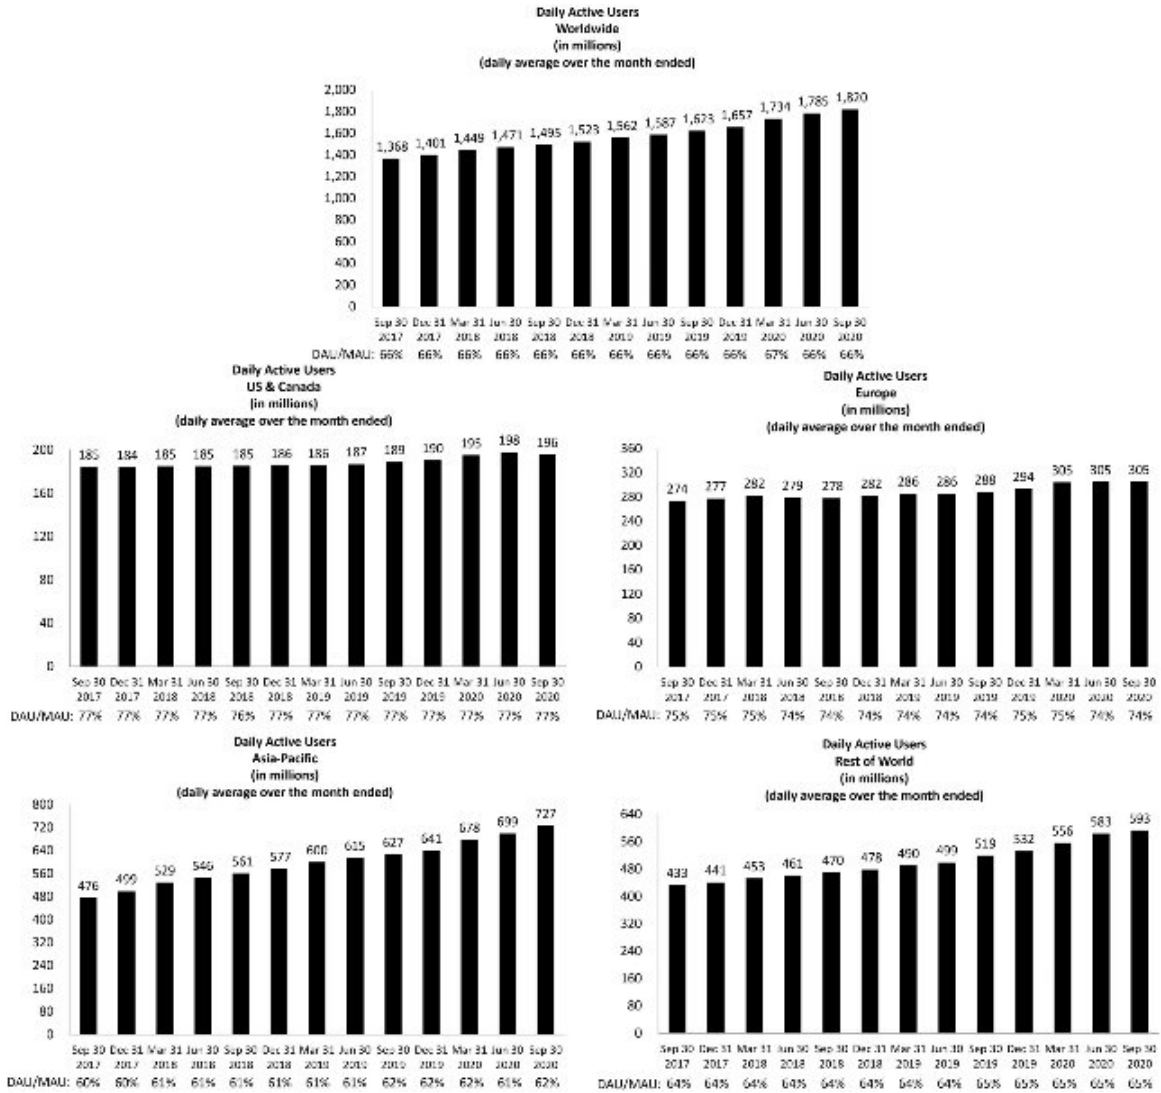 Daily Active Users
Worldwide
(in millions)
(daily average over the month ended)
2,000
1,800
1,600
1,400
1,200
1,000
800
600
400
200
0
1,368 1,401 1,449 1,471 1,495 1,523 1,562 1,587 1,623 1,657 1,734 1,785 1,820
Sep 30 Dec 31 Mar 31 Jun 30 Sep 30 Dec 31 Mar 31 Jun 30 Sep 30 Dec 31 Mar 31 Jun 30 Sep 30
2017 2017 2018 2018 2018 2018 2019 2019 2019 2019 2020 2020 2020
DAU/MAU: 66% 66% 66% 66% 66% 66% 66% 66% 66% 66% 67% 66% 66%
Daily Active Users
US & Canada
(in millions)
(daily average over the month ended)
200
160
120
80
40
0
185 184 185 185 185 186 186 187 189 190 195 198 196
Sep 30 Dec 31 Mar 31 Jun 30 Sep 30 Dec 31 Mar 31 Jun 30 Sep 30 Dec 31 Mar 31 Jun 30 Sep 30
2017 2017 2018 2018 2018 2018 2019 2019 2019 2019 2020 2020 2020
DAU/MAU: 77% 77% 77% 77% 76% 77% 77% 77% 77% 77% 77% 77% 77%
Daily Active Users
Europe
(in millions)
(daily average over the month ended)
360
320
280
240
200
160
120
80
40
0
274 277 282 279 278 282 286 286 288 294 305 305 305
Sep 30 Dec 31 Mar 31 Jun 30 Sep 30 Dec 31 Mar 31 Jun 30 Sep 30 Dec 31 Mar 31 Jun 30 Sep 30
2017 2017 2018 2018 2018 2018 2019 2019 2019 2019 2020 2020 2020
DAU/MAU: 75% 75% 75% 74% 74% 74% 74% 74% 74% 75% 75% 74% 74%
Daily Active Users
Asia-Pacific
(in millions)
(daily average over the month ended)
800
720
640
560
480
400
320
240
160
80
0
476 499 529 546 561 577 600 615 627 641 678 699 727
Sep 30 Dec 31 Mar 31 Jun 30 Sep 30 Dec 31 Mar 31 Jun 30 Sep 30 Dec 31 Mar 31 Jun 30 Sep 30
2017 2017 2018 2018 2018 2018 2019 2019 2019 2019 2020 2020 2020
DAU/MAU: 60% 60% 61% 61% 61% 61% 61% 61% 62% 62% 62% 61% 62%
Daily Active Users
Rest of World
(in millions)
(daily average over the month ended)
640
560
480
400
320
240
160
80
0
433 441 453 461 470 478 490 499 519 532 556 583 593
Sep 30 Dec 31 Mar 31 Jun 30 Sep 30 Dec 31 Mar 31 Jun 30 Sep 30 Dec 31 Mar 31 Jun 30 Sep 30
2017 2017 2018 2018 2018 2018 2019 2019 2019 2019 2020 2020 2020
DAU/MAU: 64% 64% 64% 64% 64% 64% 64% 64% 65% 65% 65% 65% 65%